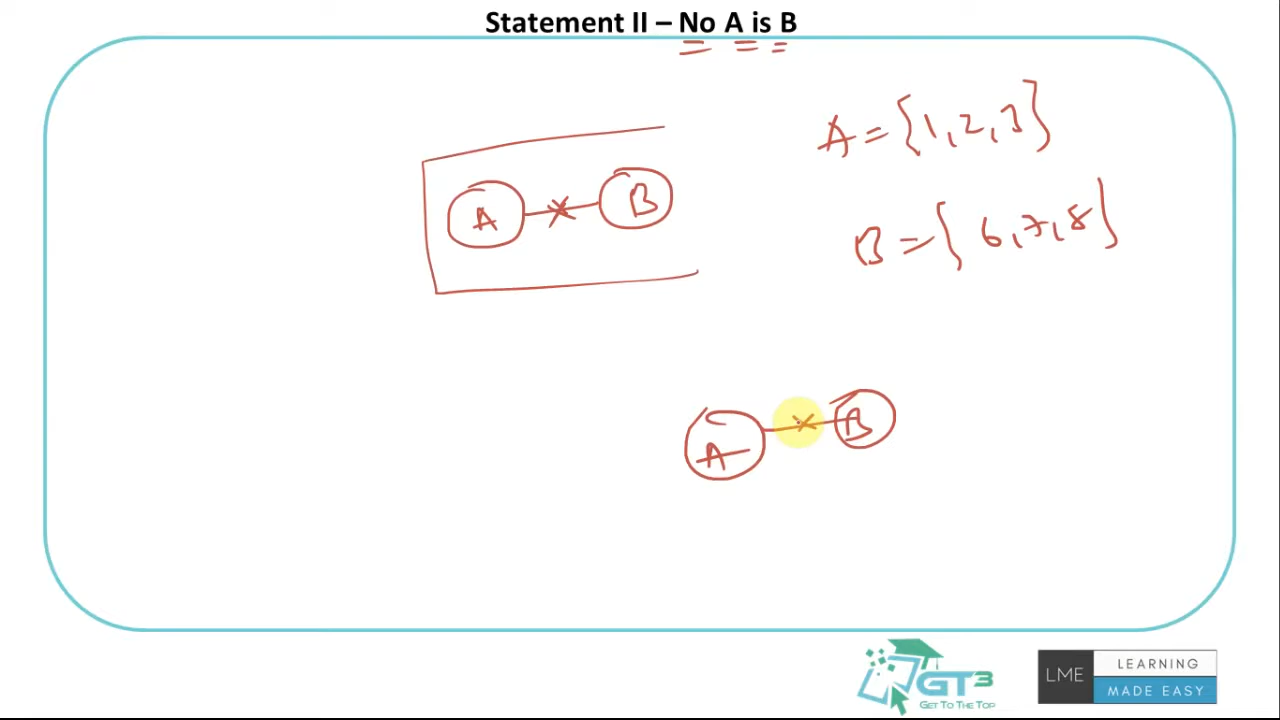 Statement II – No A is B
A = {1, 2, 3}
A B
B = { 6, 7, 8 }
A B
GT3
GET TO THE TOP
LME LEARNING
MADE EASY